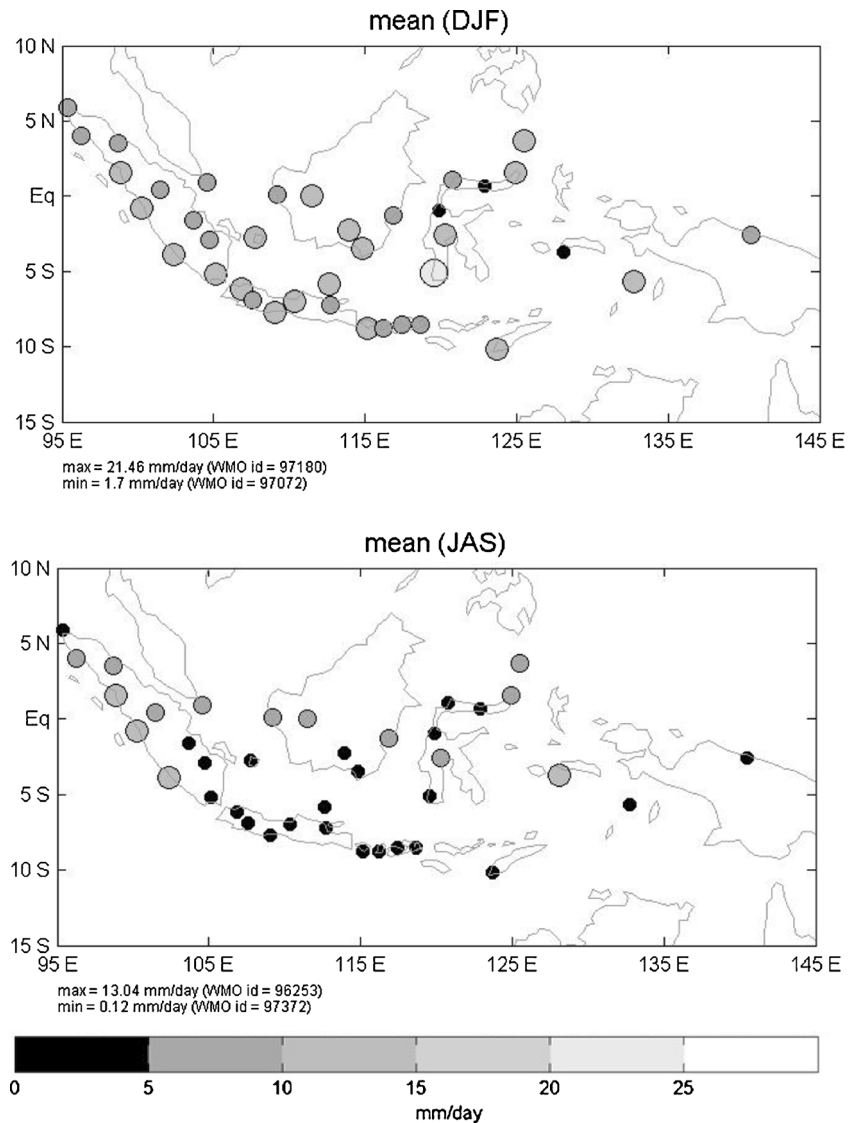 mean (DJF)
10 N
5 N
Eq
5 S
10 S
15 S
95 E 105 E 115 E 125 E 135 E 145 E
max = 21.46 mm/day (WMO id = 97180)
min = 1.7 mm/day (WMO id = 97072)
mean (JAS)
10 N
5 N
Eq
5 S
10 S
15 S
95 E 105 E 115 E 125 E 135 E 145 E
max = 13.04 mm/day (WMO id = 96253)
min = 0.12 mm/day (WMO id = 97372)
0 5 10 15 20 25
mm/day